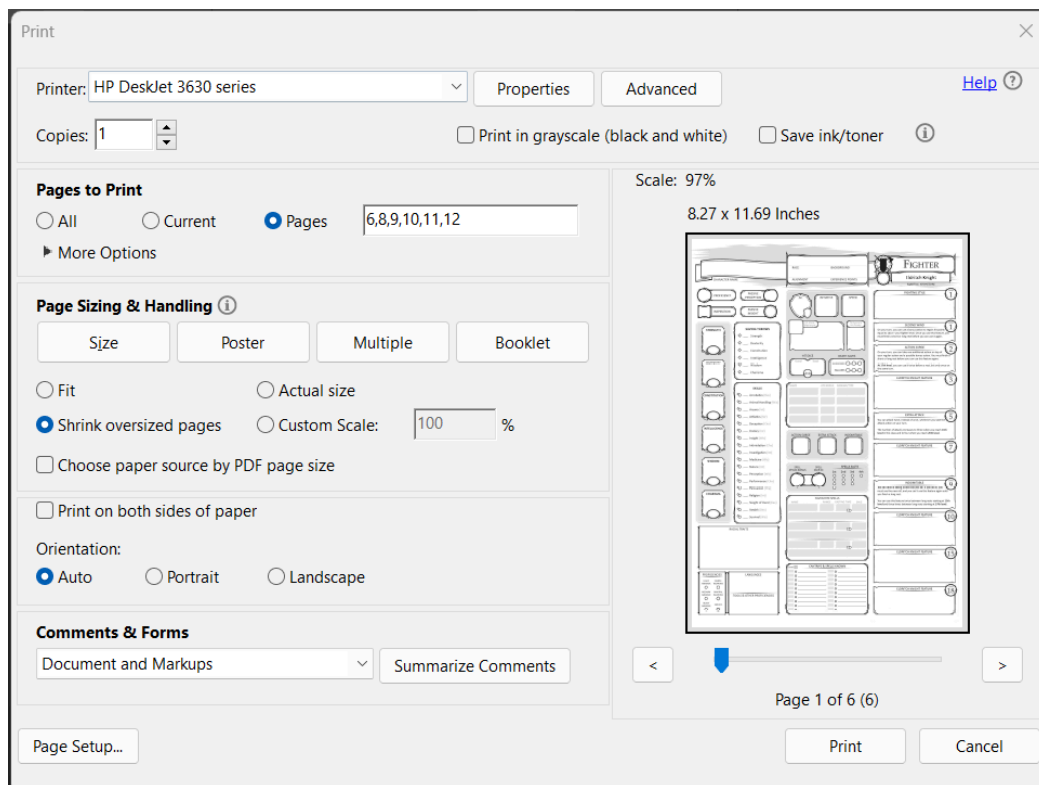 Print
Printer: HP DeskJet 3630 series Properties Advanced Help
Copies: 1 Print in grayscale (black and white) Save ink/toner
Pages to Print
All Current Pages 6,8,9,10,11,12
More Options
Page Sizing & Handling
Size Poster Multiple Booklet
Fit Actual size
Shrink oversized pages Custom Scale: 100 %
Choose paper source by PDF page size
Print on both sides of paper
Orientation:
Auto Portrait Landscape
Comments & Forms
Document and Markups Summarize Comments
Page Setup...
Scale: 97%
8.27 x 11.69 Inches
FIGHTER
< >
Page 1 of 6 (6)
Print Cancel